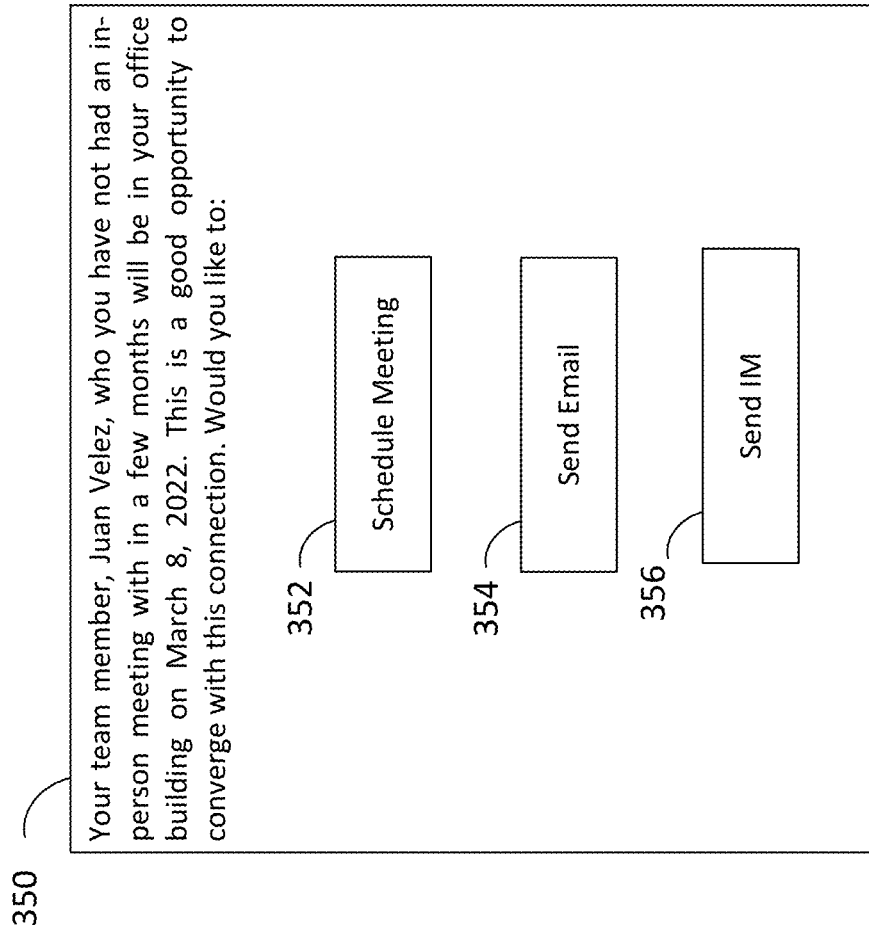 350
Your team member, Juan Velez, who you have not had an in-
person meeting with in a few months will be in your office
building on March 8, 2022. This is a good opportunity to
converge with this connection. Would you like to:
352
Schedule Meeting
354
Send Email
356
Send IM